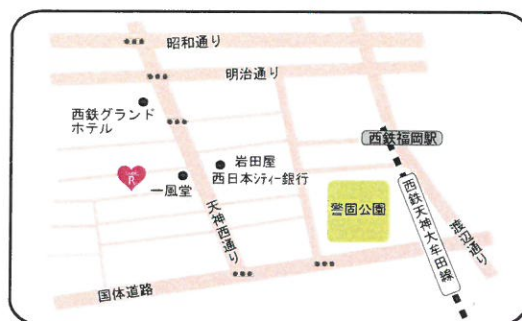 昭和通り
明治通り
西鉄グランド
ホテル
西鉄福岡駅
岩田屋
西日本シティー銀行
R
一風堂
警固公園
天神西通り
西鉄天神大牟田線
渡辺通り
国体道路